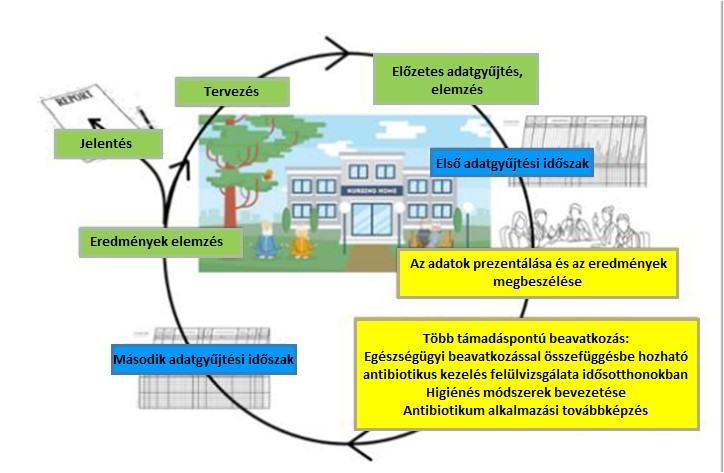 Tervezés
Előzetes adatgyűjtés,
elemzés
REPORT
Jelentés
Első adatgyűjtési időszak
NURSING HOME
Eredmények elemzés
Az adatok prezentálása és az eredmények
megbeszélése
Több támadáspontú beavatkozás:
Egészségügyi beavatkozással összefüggésbe hozható
antibiotikus kezelés felülvizsgálata idősotthonokban
Higiénés módszerek bevezetése
Antibiotikum alkalmazási továbbképzés
Második adatgyűjtési időszak